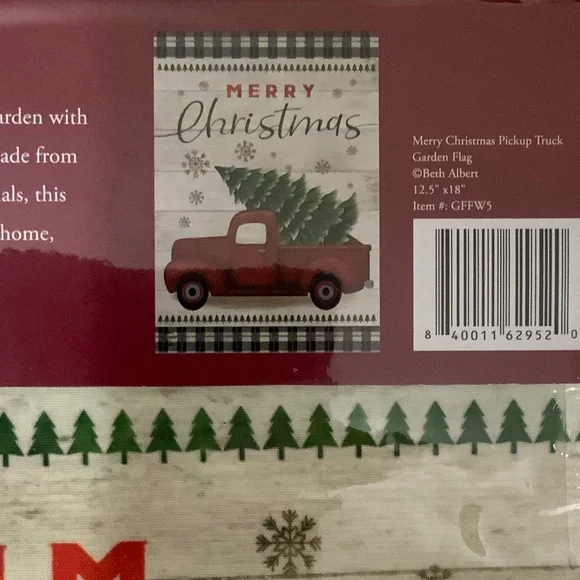 arden with
ade from
als, this
home,
MERRY
Christmas
Merry Christmas Pickup Truck
Garden Flag
©Beth Albert
12.5" x18"
Item #: GFFW5
8 40011 62952 0
M